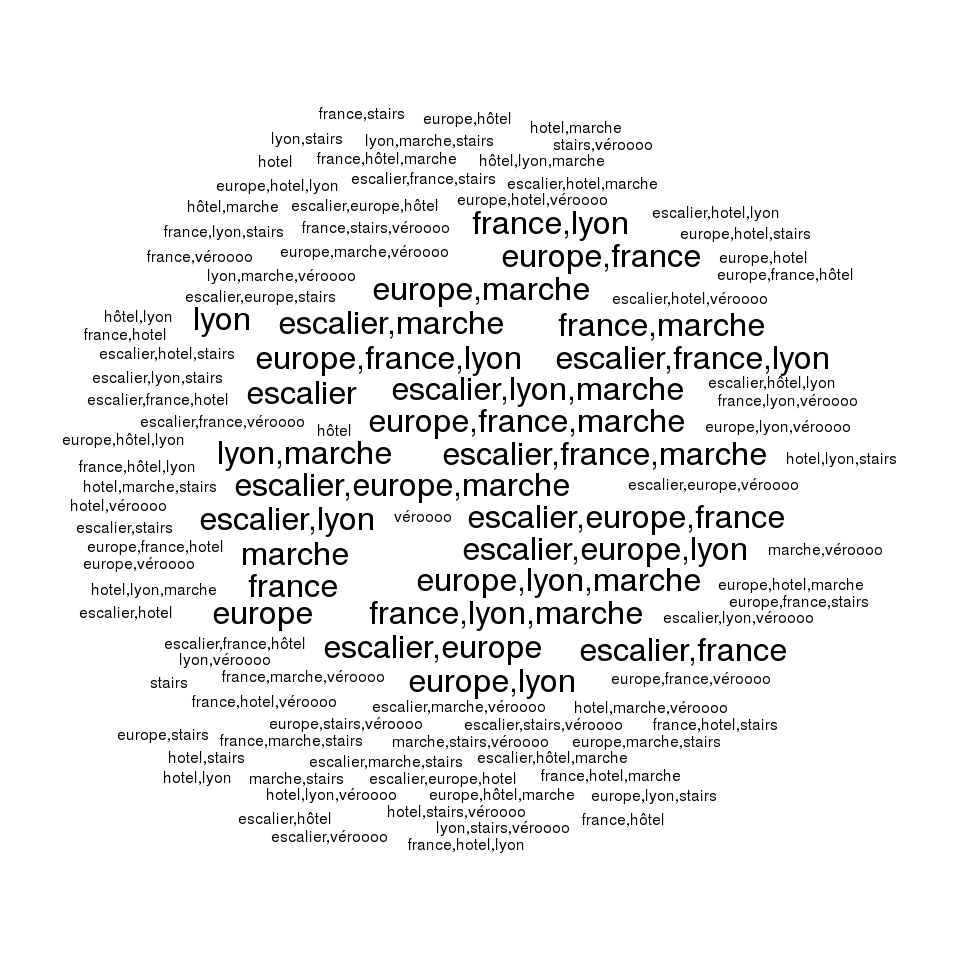 france,stairs
europe,hôtel
hotel,marche
lyon,stairs
lyon,marche,stairs
stairs,véroooo
hotel
france,hôtel,marche
hôtel,lyon,marche
europe,hotel,lyon
escalier,france,stairs
escalier,hotel,marche
hôtel,marche
escalier,europe,hôtel
europe,hotel,véroooo
france,lyon
escalier,hotel,lyon
france,lyon,stairs
france,stairs,véroooo
europe,hotel,stairs
france,véroooo
europe,marche,véroooo
europe,france
europe,hotel
lyon,marche,véroooo
europe,france,hôtel
escalier,europe,stairs
europe,marche
escalier,hotel,véroooo
hôtel,lyon
lyon
escalier,marche
france,marche
france,hotel
escalier,hotel,stairs
europe,france,lyon
escalier,france,lyon
escalier,lyon,stairs
escalier
escalier,lyon,marche
escalier,hôtel,lyon
escalier,france,hotel
france,lyon,véroooo
escalier,france,véroooo
hôtel
europe,france,marche
europe,lyon,véroooo
europe,hôtel,lyon
lyon,marche
escalier,france,marche
hotel,lyon,stairs
france,hôtel,lyon
hotel,marche,stairs
escalier,europe,marche
escalier,europe,véroooo
hotel,véroooo
escalier,stairs
escalier,lyon
véroooo
escalier,europe,france
europe,france,hotel
marche
escalier,europe,lyon
marche,véroooo
europe,véroooo
hotel,lyon,marche
france
europe,lyon,marche
europe,hotel,marche
europe,france,stairs
escalier,hotel
europe
france,lyon,marche
escalier,lyon,véroooo
escalier,france,hôtel
escalier,europe
escalier,france
lyon,véroooo
stairs
france,marche,véroooo
europe,lyon
europe,france,véroooo
france,hotel,véroooo
escalier,marche,véroooo
hotel,marche,véroooo
europe,stairs,véroooo
escalier,stairs,véroooo
france,hotel,stairs
europe,stairs
france,marche,stairs
marche,stairs,véroooo
europe,marche,stairs
hotel,stairs
escalier,marche,stairs
escalier,hôtel,marche
hotel,lyon
marche,stairs
escalier,europe,hotel
france,hotel,marche
hotel,lyon,véroooo
europe,hôtel,marche
europe,lyon,stairs
escalier,hôtel
hotel,stairs,véroooo
france,hôtel
lyon,stairs,véroooo
escalier,véroooo
france,hotel,lyon